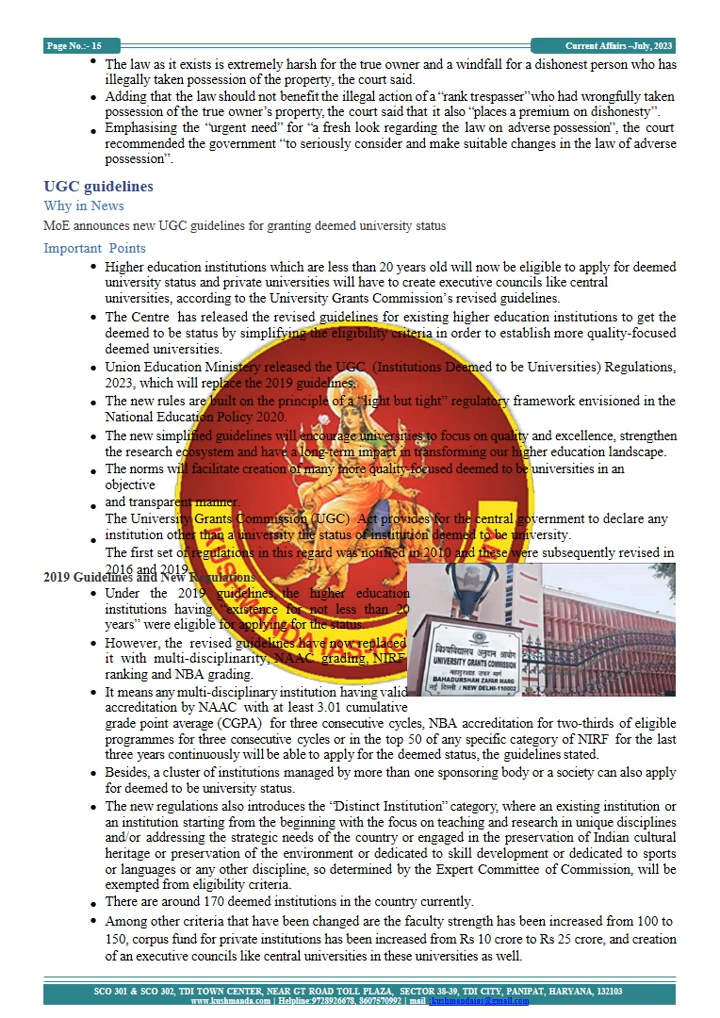 Page No.:- 15
Current Affairs –July, 2023
• The law as it exists is extremely harsh for the true owner and a windfall for a dishonest person who has
illegally taken possession of the property, the court said.
• Adding that the law should not benefit the illegal action of a “rank trespasser” who had wrongfully taken
possession of the true owner’s property, the court said that it also “places a premium on dishonesty”.
• Emphasising the “urgent need” for “a fresh look regarding the law on adverse possession”, the court
recommended the government “to seriously consider and make suitable changes in the law of adverse
possession”.
UGC guidelines
Why in News
MoE announces new UGC guidelines for granting deemed university status
Important Points
• Higher education institutions which are less than 20 years old will now be eligible to apply for deemed
university status and private universities will have to create executive councils like central
universities, according to the University Grants Commission’s revised guidelines.
• The Centre has released the revised guidelines for existing higher education institutions to get the
deemed to be status by simplifying the eligibility criteria in order to establish more quality-focused
deemed universities.
• Union Education Ministery released the UGC (Institutions Deemed to be Universities) Regulations,
2023, which will replace the 2019 guidelines.
• The new rules are built on the principle of a “light but tight” regulatory framework envisioned in the
National Education Policy 2020.
• The new simplified guidelines will encourage universities to focus on quality and excellence, strengthen
the research ecosystem and have a long-term impact in transforming our higher education landscape.
• The norms will facilitate creation of many more quality-focused deemed to be universities in an
objective
• and transparent manner.
The University Grants Commission (UGC) Act provides for the central government to declare any
• institution other than a university the status of institution deemed to be university.
The first set of regulations in this regard was notified in 2010 and these were subsequently revised in
2016 and 2019.
2019 Guidelines and New Regulations
• Under the 2019 guidelines, the higher education
institutions having “existence for not less than 20
years” were eligible for applying for the status.
• However, the revised guidelines have now replaced
it with multi-disciplinarity, NAAC grading, NIRF
ranking and NBA grading.
• It means any multi-disciplinary institution having valid
accreditation by NAAC with at least 3.01 cumulative
grade point average (CGPA) for three consecutive cycles, NBA accreditation for two-thirds of eligible
programmes for three consecutive cycles or in the top 50 of any specific category of NIRF for the last
three years continuously will be able to apply for the deemed status, the guidelines stated.
विश्वविद्यालय अनुदान आयोग
UNIVERSITY GRANTS COMMISSION
बहादुरशाह जफर मार्ग
BAHADURSHAH ZAFAR MARG
नई दिल्ली / NEW DELHI-110002
• Besides, a cluster of institutions managed by more than one sponsoring body or a society can also apply
for deemed to be university status.
• The new regulations also introduces the “Distinct Institution” category, where an existing institution or
an institution starting from the beginning with the focus on teaching and research in unique disciplines
and/or addressing the strategic needs of the country or engaged in the preservation of Indian cultural
heritage or preservation of the environment or dedicated to skill development or dedicated to sports
or languages or any other discipline, so determined by the Expert Committee of Commission, will be
exempted from eligibility criteria.
• There are around 170 deemed institutions in the country currently.
• Among other criteria that have been changed are the faculty strength has been increased from 100 to
150, corpus fund for private institutions has been increased from Rs 10 crore to Rs 25 crore, and creation
of an executive councils like central universities in these universities as well.
SCO 301 & SCO 302, TDI TOWN CENTER, NEAR GT ROAD TOLL PLAZA, SECTOR 38-39, TDI CITY, PANIPAT, HARYANA, 132103
www.kushmanda.com | Helpline:9728926678, 8607570992 | mail :kushmandaias@gmail.com